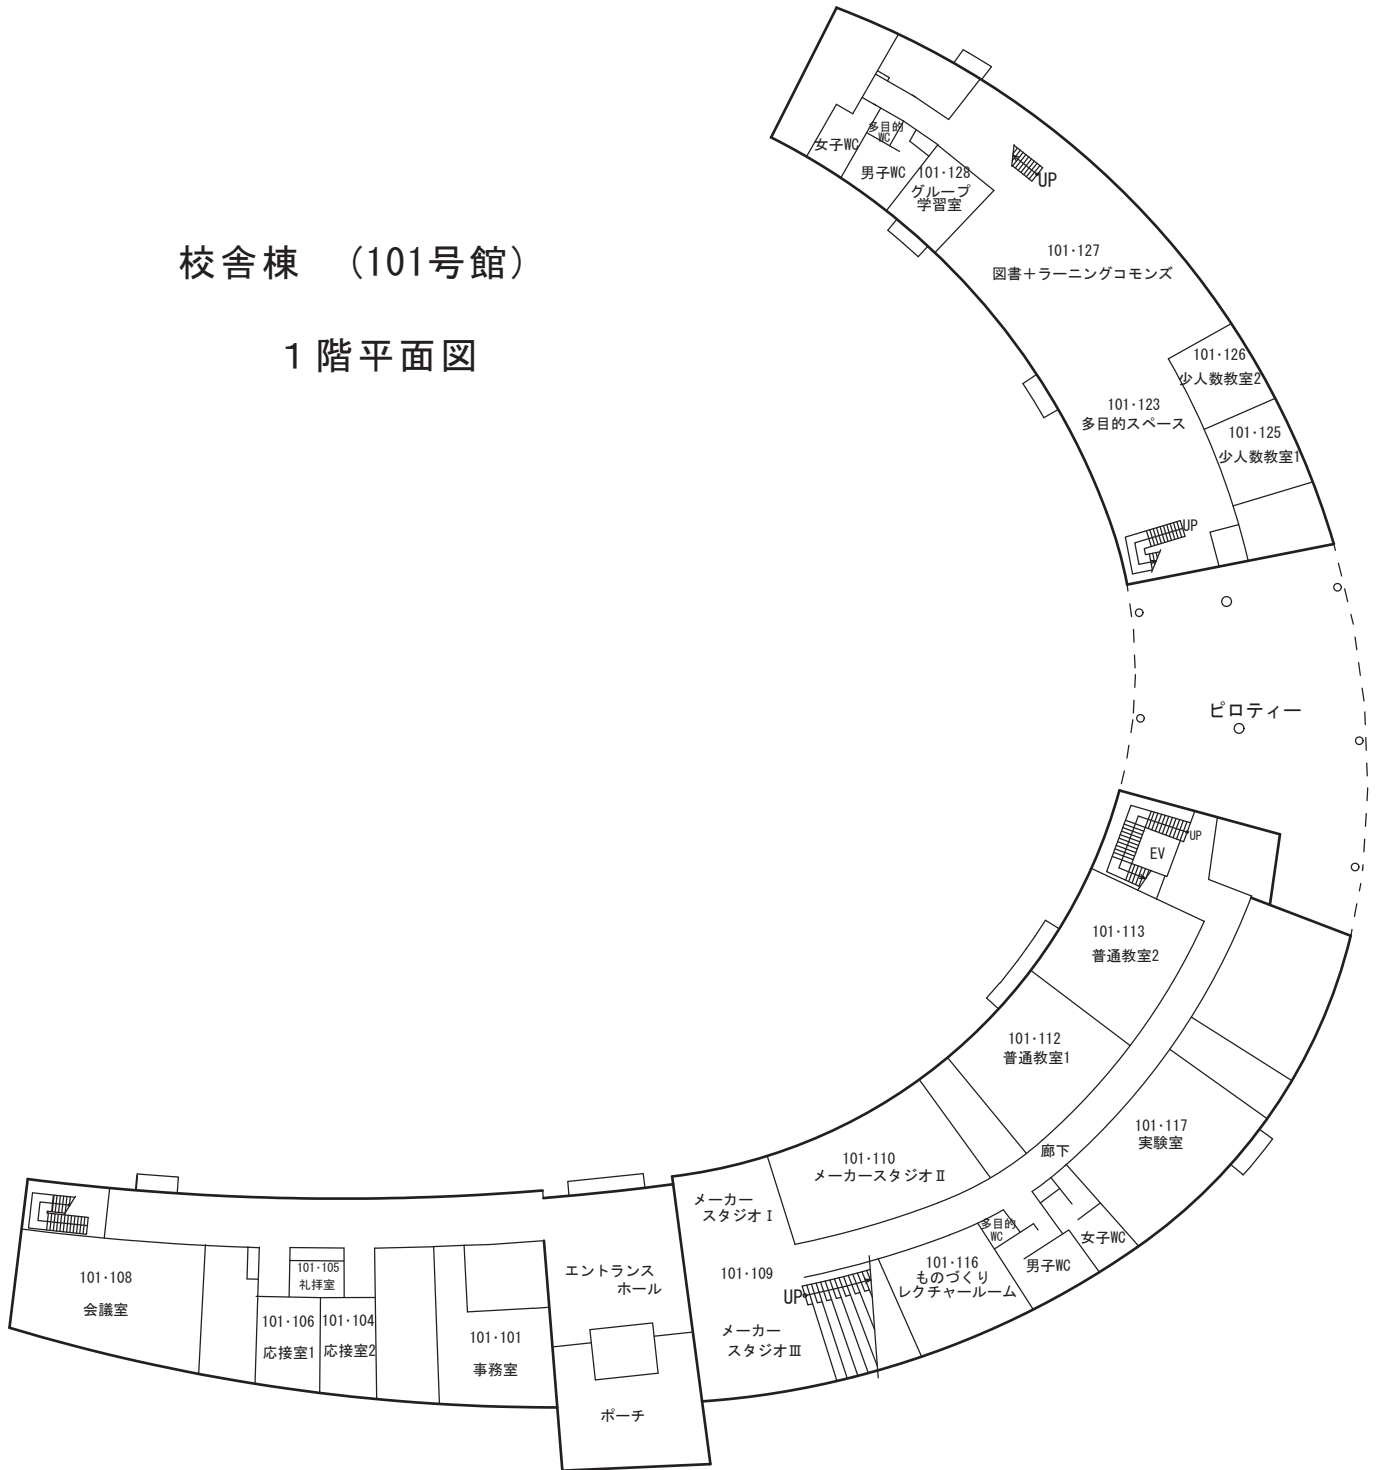 校舎棟　（101号館）
１階平面図
多目的
WC
女子WC
男子WC
101・128
グループ
学習室
UP
101・127
図書＋ラーニングコモンズ
101・126
少人数教室2
101・123
多目的スペース
101・125
少人数教室1
UP
ピロティー
UP
EV
101・113
普通教室2
101・112
普通教室1
101・117
実験室
廊下
101・110
メーカースタジオⅡ
メーカー
スタジオⅠ
多目的
WC
女子WC
男子WC
101・116
ものづくり
レクチャールーム
101・109
UP
メーカー
スタジオⅢ
エントランス
ホール
ポーチ
101・108
会議室
101・105
礼拝室
101・106
応接室1
101・104
応接室2
101・101
事務室